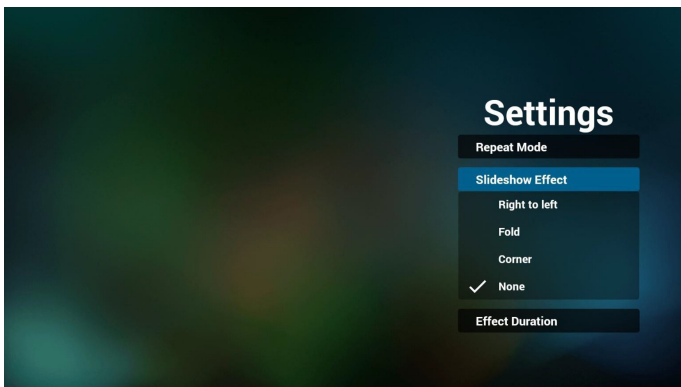 Settings
Repeat Mode
Slideshow Effect
Right to left
Fold
Corner
None
Effect Duration